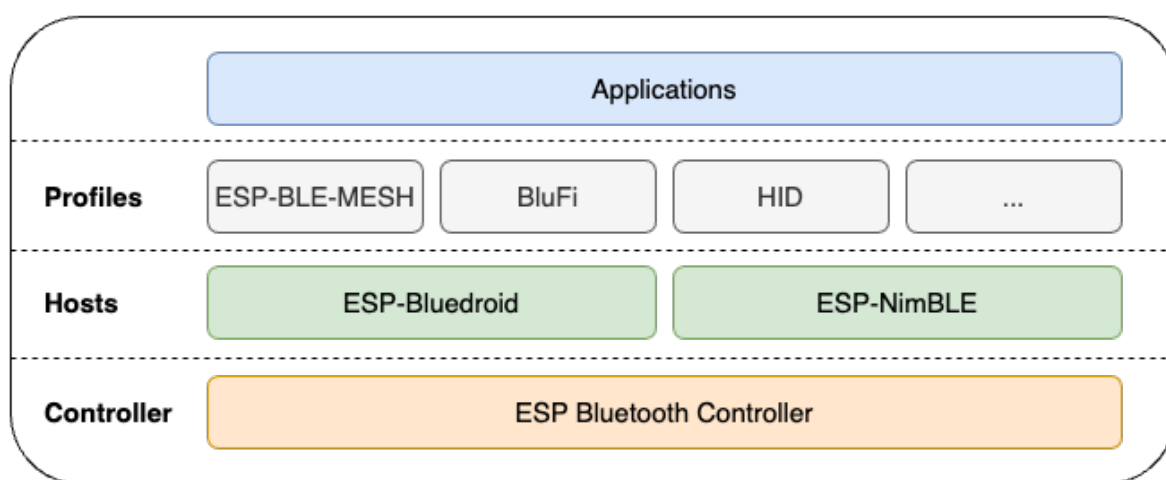 Applications
Profiles ESP-BLE-MESH BluFi HID ...
Hosts ESP-Bluedroid ESP-NimBLE
Controller ESP Bluetooth Controller